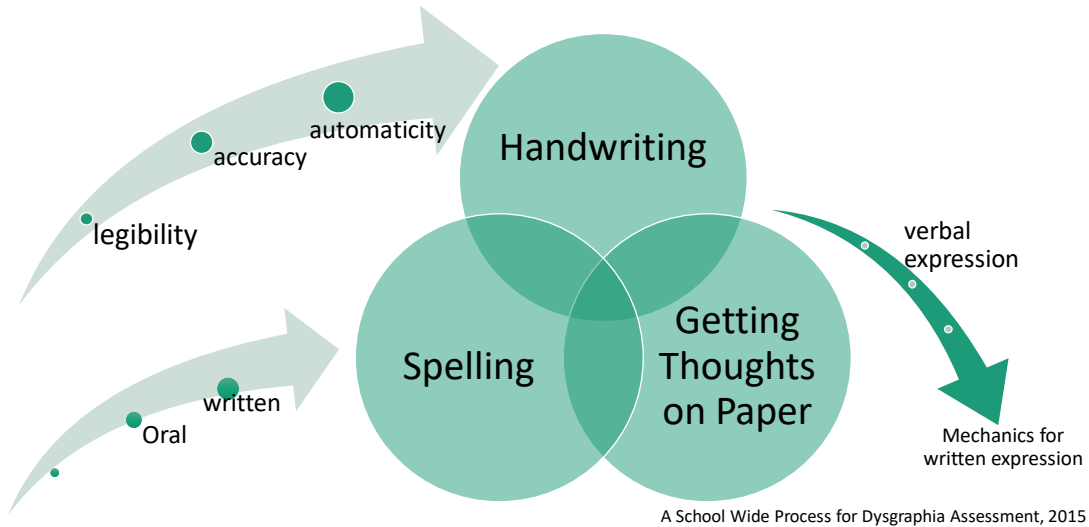 automaticity
accuracy
legibility
Handwriting
verbal
expression
Spelling
Getting
Thoughts
on Paper
written
Oral
Mechanics for
written expression
A School Wide Process for Dysgraphia Assessment, 2015